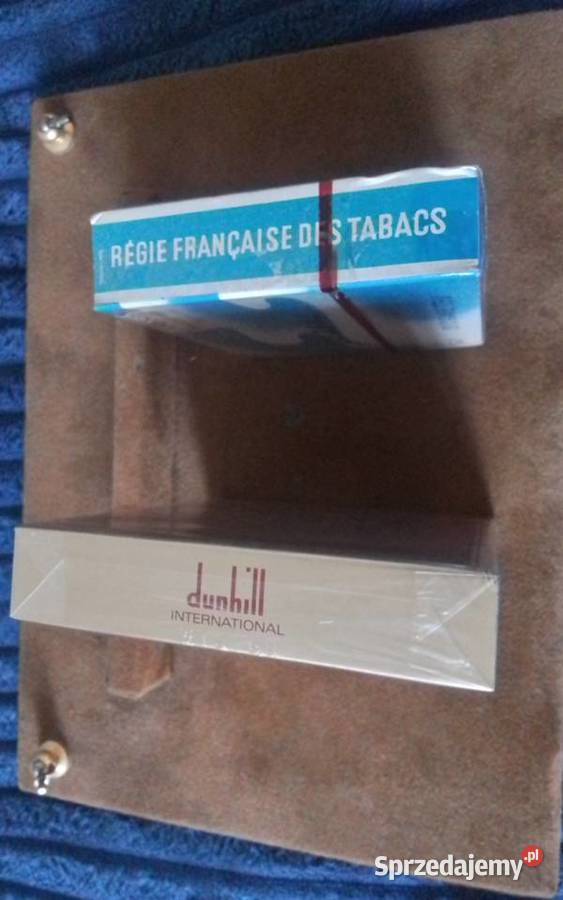 RÉGIE FRANÇAISE DES TABACS
dunhill
INTERNATIONAL
Sprzedajemy.pl